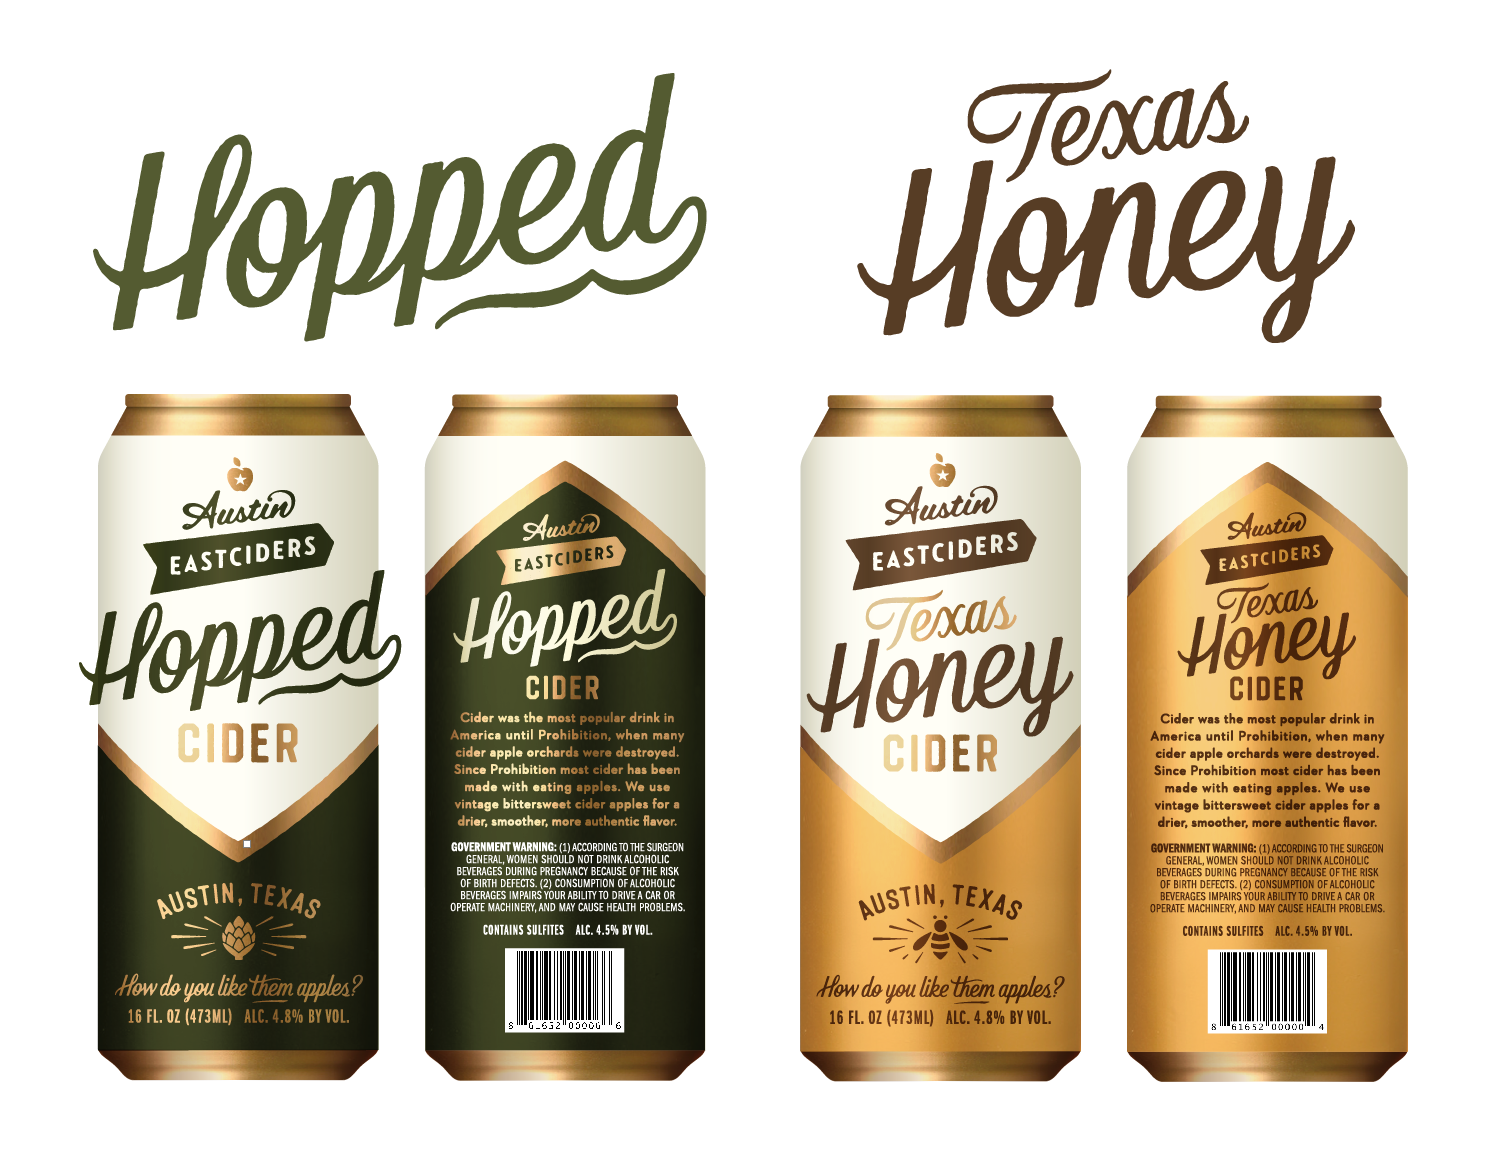 Hopped
Texas
Honey
Austin
EASTCIDERS
Hopped
CIDER
AUSTIN, TEXAS
How do you like them apples?
16 FL. OZ (473ML) ALC. 4.8% BY VOL.
Austin
EASTCIDERS
Hopped
CIDER
Cider was the most popular drink in
America until Prohibition, when many
cider apple orchards were destroyed.
Since Prohibition most cider has been
made with eating apples. We use
vintage bittersweet cider apples for a
drier, smoother, more authentic flavor.
GOVERNMENT WARNING: (1) ACCORDING TO THE SURGEON
GENERAL, WOMEN SHOULD NOT DRINK ALCOHOLIC
BEVERAGES DURING PREGNANCY BECAUSE OF THE RISK
OF BIRTH DEFECTS. (2) CONSUMPTION OF ALCOHOLIC
BEVERAGES IMPAIRS YOUR ABILITY TO DRIVE A CAR OR
OPERATE MACHINERY, AND MAY CAUSE HEALTH PROBLEMS.
CONTAINS SULFITES ALC. 4.5% BY VOL.
Austin
EASTCIDERS
Texas
Honey
CIDER
AUSTIN, TEXAS
How do you like them apples?
16 FL. OZ (473ML) ALC. 4.8% BY VOL.
Austin
EASTCIDERS
Texas
Honey
CIDER
Cider was the most popular drink in
America until Prohibition, when many
cider apple orchards were destroyed.
Since Prohibition most cider has been
made with eating apples. We use
vintage bittersweet cider apples for a
drier, smoother, more authentic flavor.
GOVERNMENT WARNING: (1) ACCORDING TO THE SURGEON
GENERAL, WOMEN SHOULD NOT DRINK ALCOHOLIC
BEVERAGES DURING PREGNANCY BECAUSE OF THE RISK
OF BIRTH DEFECTS. (2) CONSUMPTION OF ALCOHOLIC
BEVERAGES IMPAIRS YOUR ABILITY TO DRIVE A CAR OR
OPERATE MACHINERY, AND MAY CAUSE HEALTH PROBLEMS.
CONTAINS SULFITES ALC. 4.5% BY VOL.
8 61652 00000 4